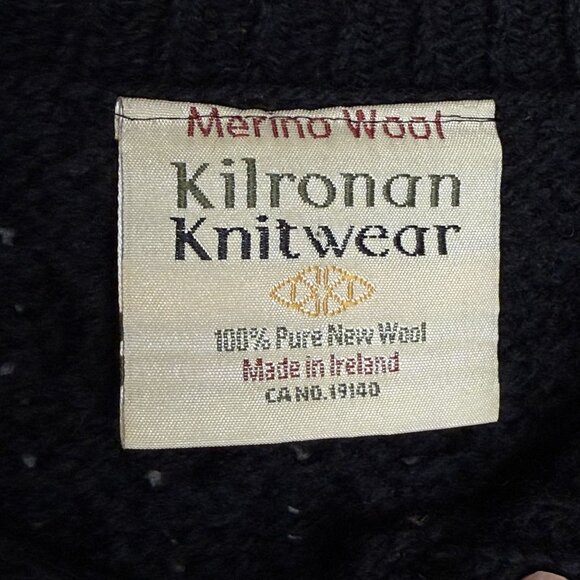 Merino Wool
Kilronan
Knitwear
100% Pure New Wool
Made in Ireland
CA NO. 19140